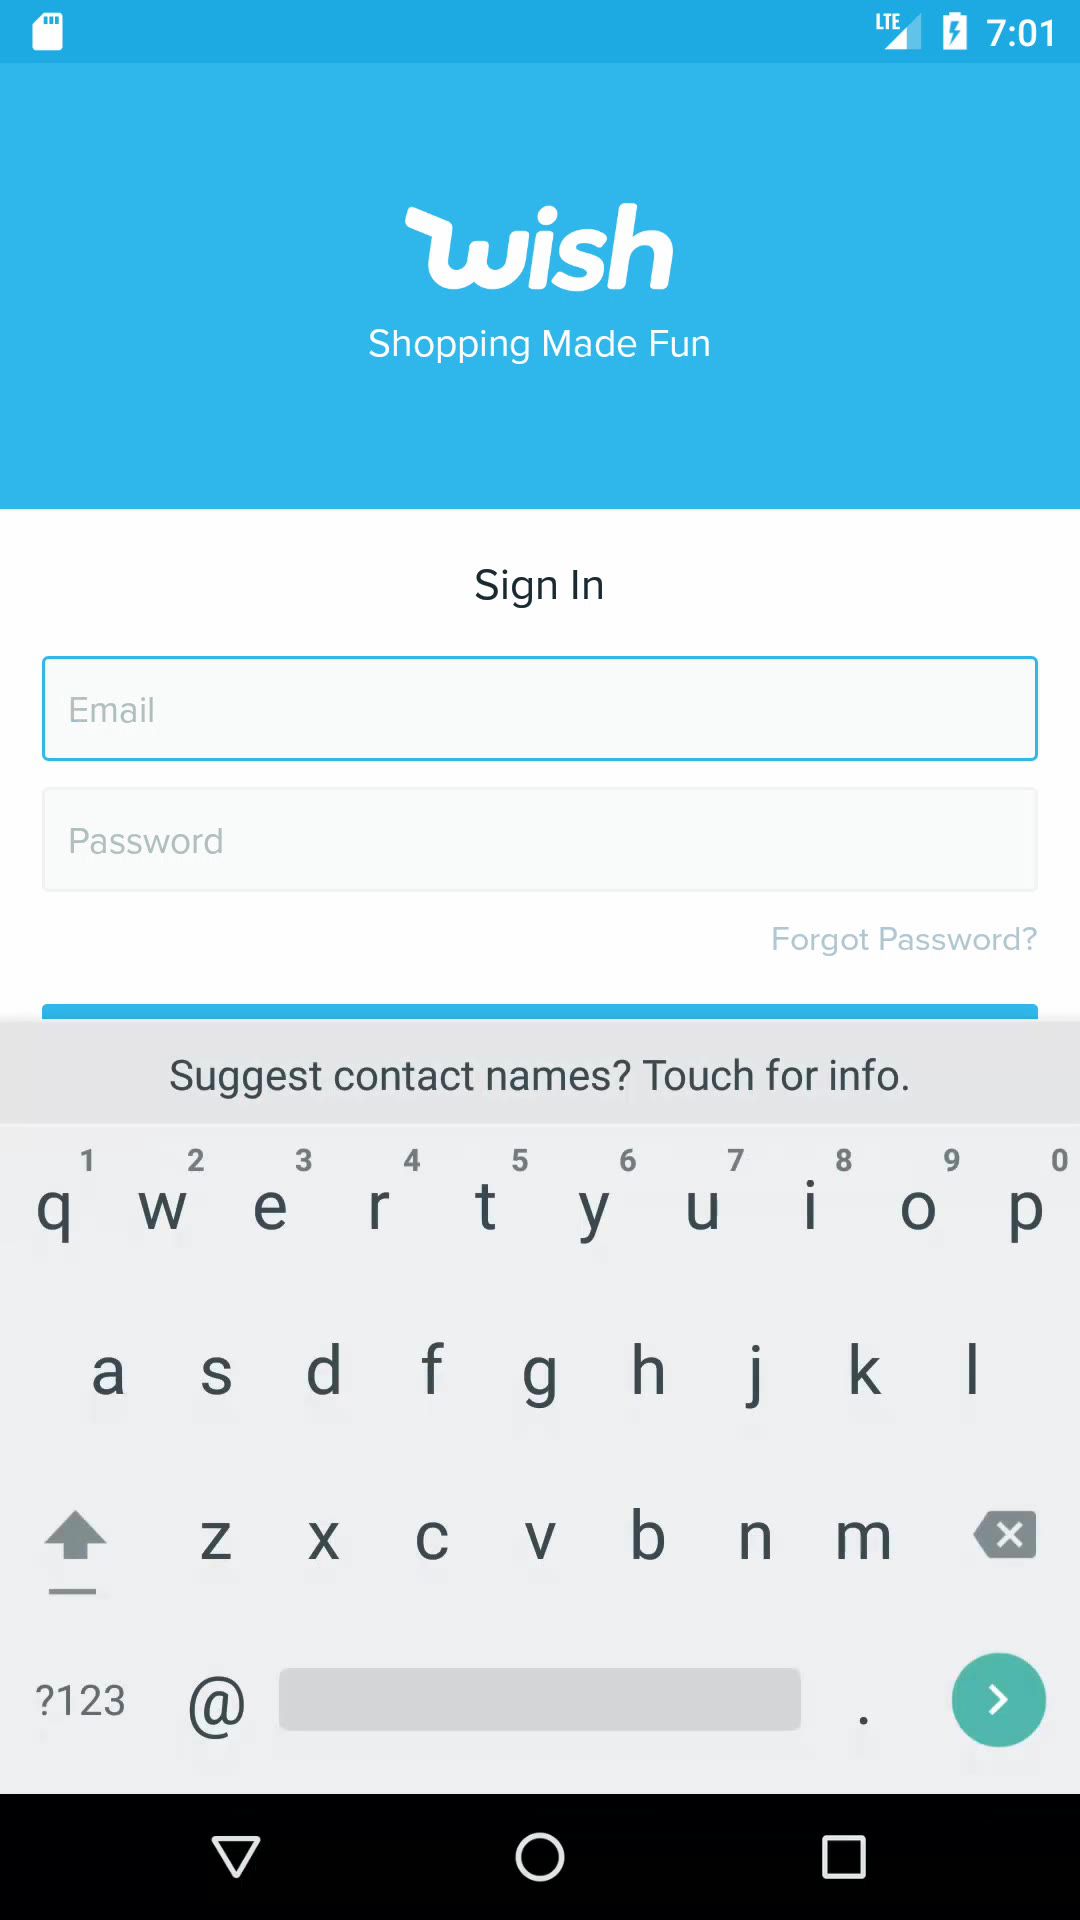 LTE 7:01
wish
Shopping Made Fun
Sign In
Email
Password
Forgot Password?
Suggest contact names? Touch for info.
1 2 3 4 5 6 7 8 9 0
q w e r t y u i o p
a s d f g h j k l
z x c v b n m
?123 @ .